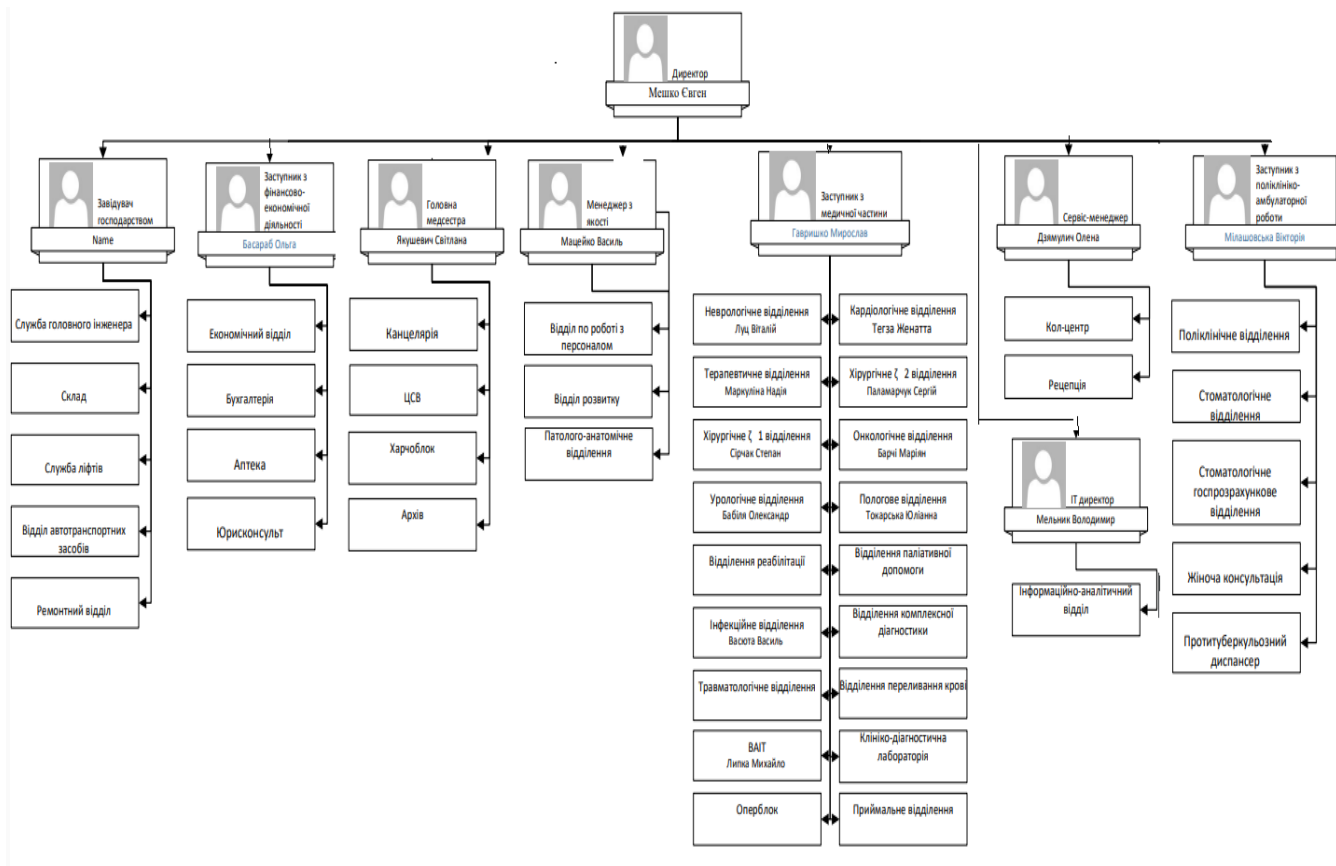 Директор
Мешко Євген
Завідувач
господарством
Name
Заступник з
фінансово-
економічної
діяльності
Басараб Ольга
Головна
медсестра
Якушевич Світлана
Менеджер з
якості
Мацейко Василь
Заступник з
медичної частини
Гавришко Мирослав
Сервіс-менеджер
Дзямулич Олена
Заступник з
поліклініко-
амбулаторної
роботи
Мілашовська Вікторія
Служба головного інженера
Склад
Служба ліфтів
Відділ автотранспортних
засобів
Ремонтний відділ
Економічний відділ
Бухгалтерія
Аптека
Юрисконсульт
Канцелярія
ЦСВ
Харчоблок
Архів
Відділ по роботі з
персоналом
Відділ розвитку
Патолого-анатомічне
відділення
Неврологічне відділення
Луц Віталій
Кардіологічне відділення
Тегза Женатта
Терапевтичне відділення
Маркуліна Надія
Хірургічне ζ 2 відділення
Паламарчук Сергій
Хірургічне ζ 1 відділення
Сірчак Степан
Онкологічне відділення
Барчі Маріян
Урологічне відділення
Бабіля Олександр
Пологове відділення
Токарська Юліанна
Відділення реабілітації
Відділення паліативної
допомоги
Інфекційне відділення
Васюта Василь
Відділення комплексної
діагностики
Травматологічне відділення
Відділення переливання крові
ВАІТ
Липка Михайло
Клініко-діагностична
лабораторія
Оперблок
Приймальне відділення
Кол-центр
Рецепція
ІТ директор
Мельник Володимир
Інформаційно-аналітичний
відділ
Поліклінічне відділення
Стоматологічне
відділення
Стоматологічне
госпрозрахункове
відділення
Жіноча консультація
Протитуберкульозний
диспансер